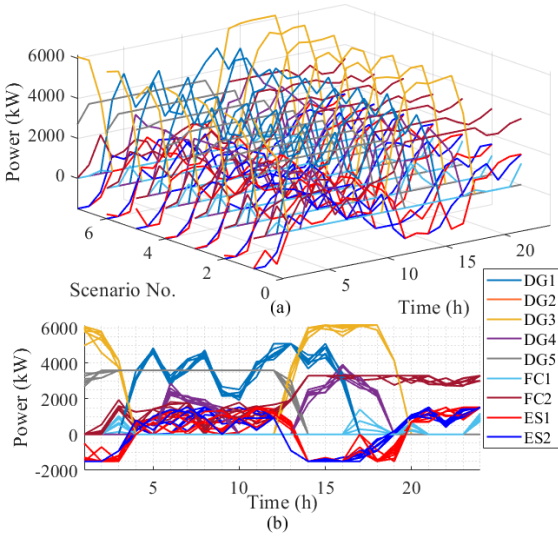 6000
4000
2000
0
Power (kW)
6
4
2
0
5
10
15
20
Scenario No.
(a)
Time (h)
DG1
DG2
DG3
DG4
DG5
FC1
FC2
ES1
ES2
6000
4000
2000
0
-2000
Power (kW)
5
10
15
20
Time (h)
(b)